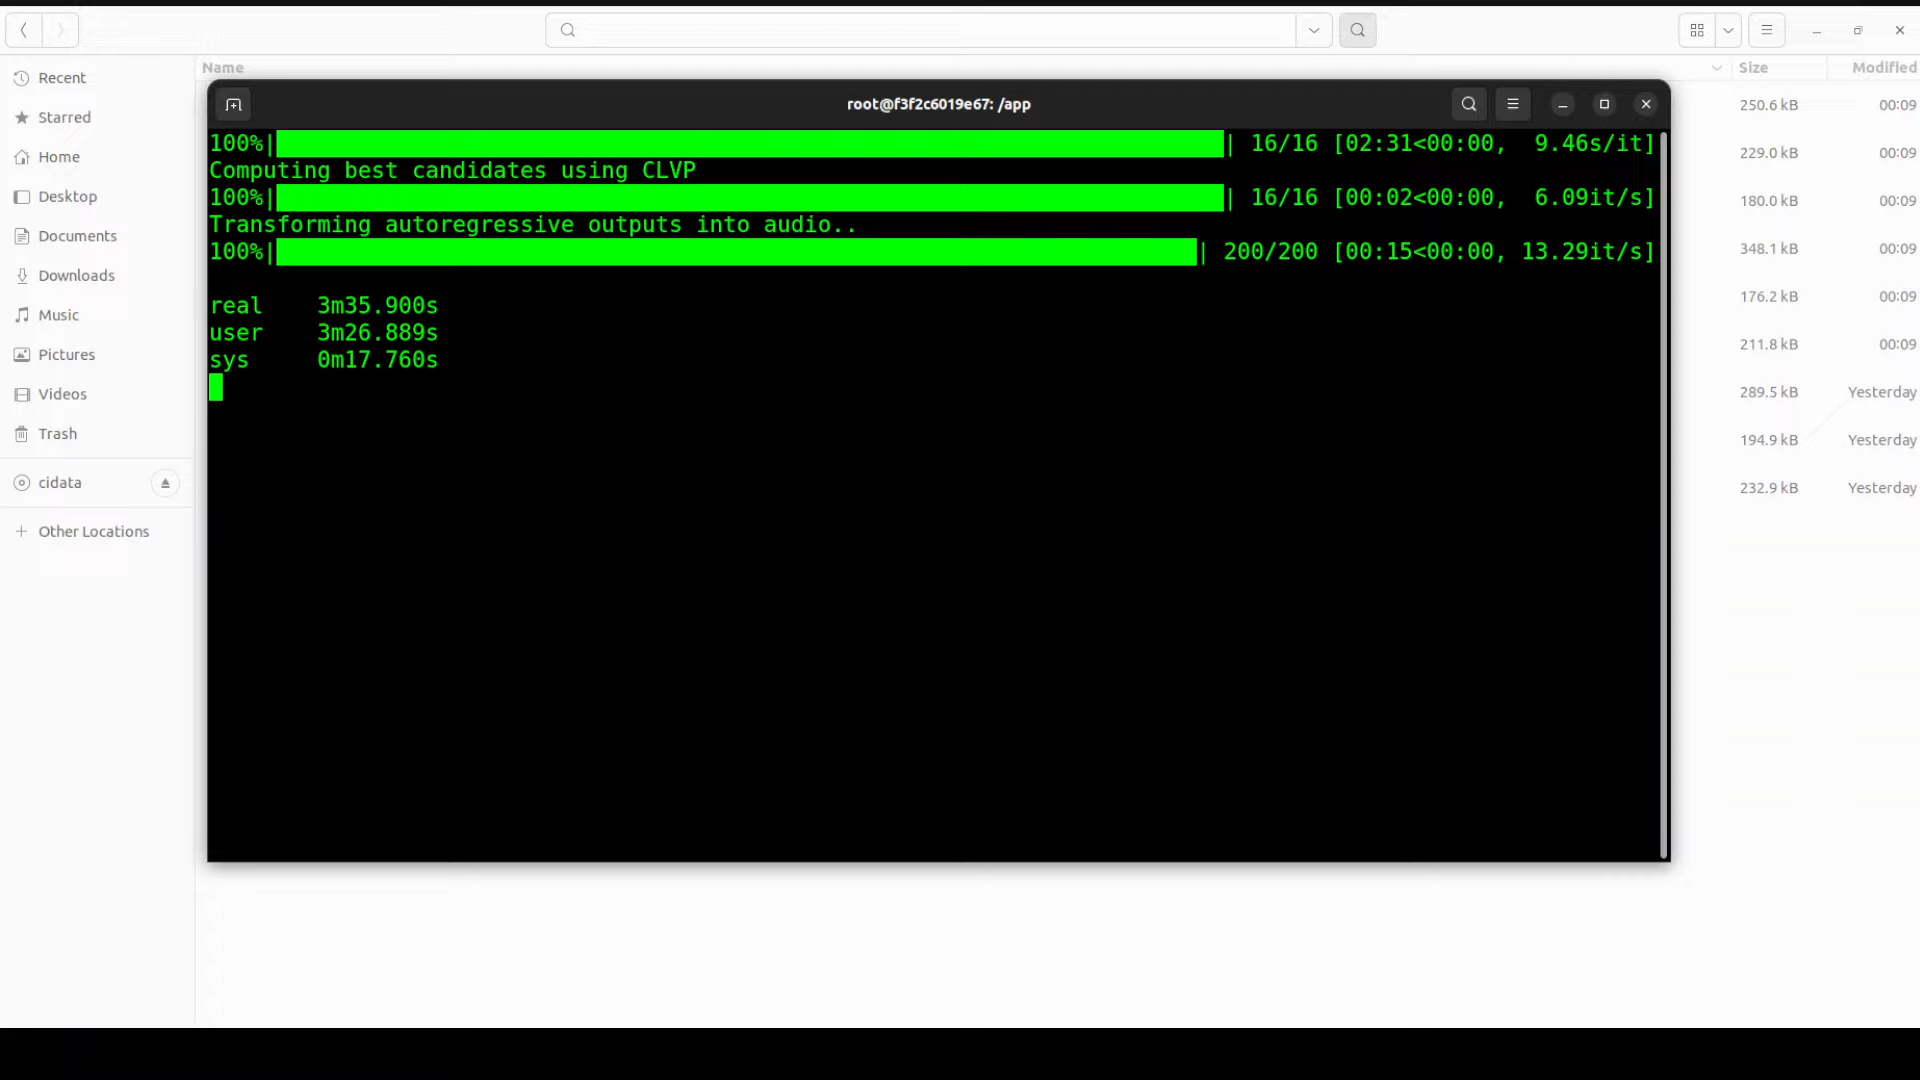 Name
Size
Modified
Recent
Starred
Home
Desktop
Documents
Downloads
Music
Pictures
Videos
Trash
cidata
Other Locations
root@f3f2c6019e67: /app
100%| | 16/16 [02:31<00:00, 9.46s/it]
Computing best candidates using CLVP
100%| | 16/16 [00:02<00:00, 6.09it/s]
Transforming autoregressive outputs into audio..
100%| | 200/200 [00:15<00:00, 13.29it/s]
real 3m35.900s
user 3m26.889s
sys 0m17.760s
250.6 kB 00:09
229.0 kB 00:09
180.0 kB 00:09
348.1 kB 00:09
176.2 kB 00:09
211.8 kB 00:09
289.5 kB Yesterday
194.9 kB Yesterday
232.9 kB Yesterday